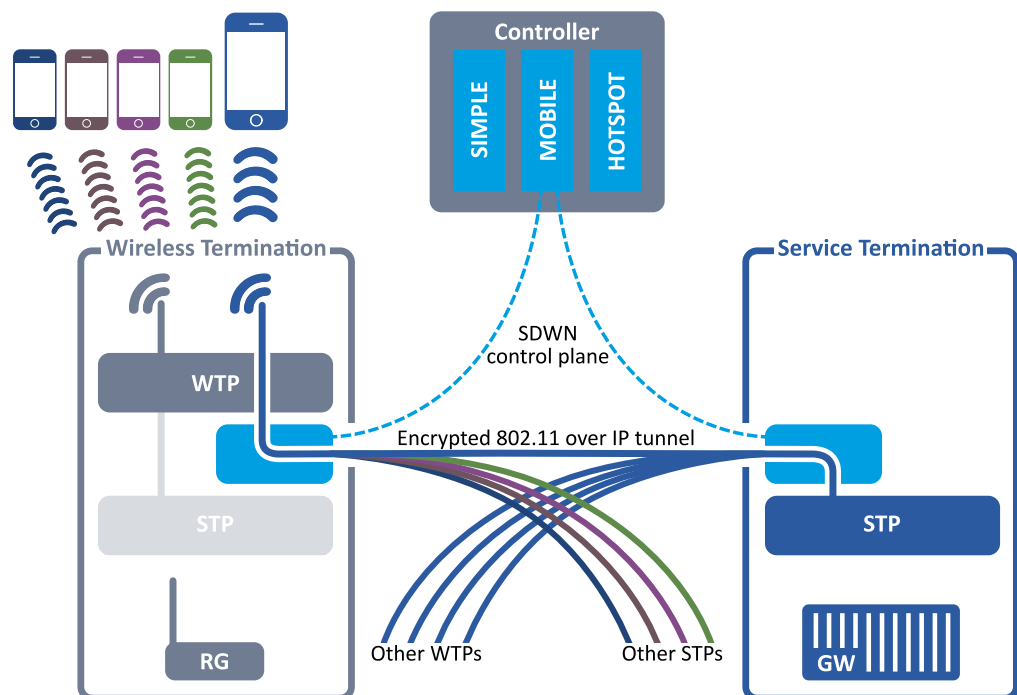 Controller
SIMPLE
MOBILE
HOTSPOT
Wireless Termination
Service Termination
SDWN
control plane
WTP
Encrypted 802.11 over IP tunnel
STP
STP
Other WTPs
Other STPs
RG
GW